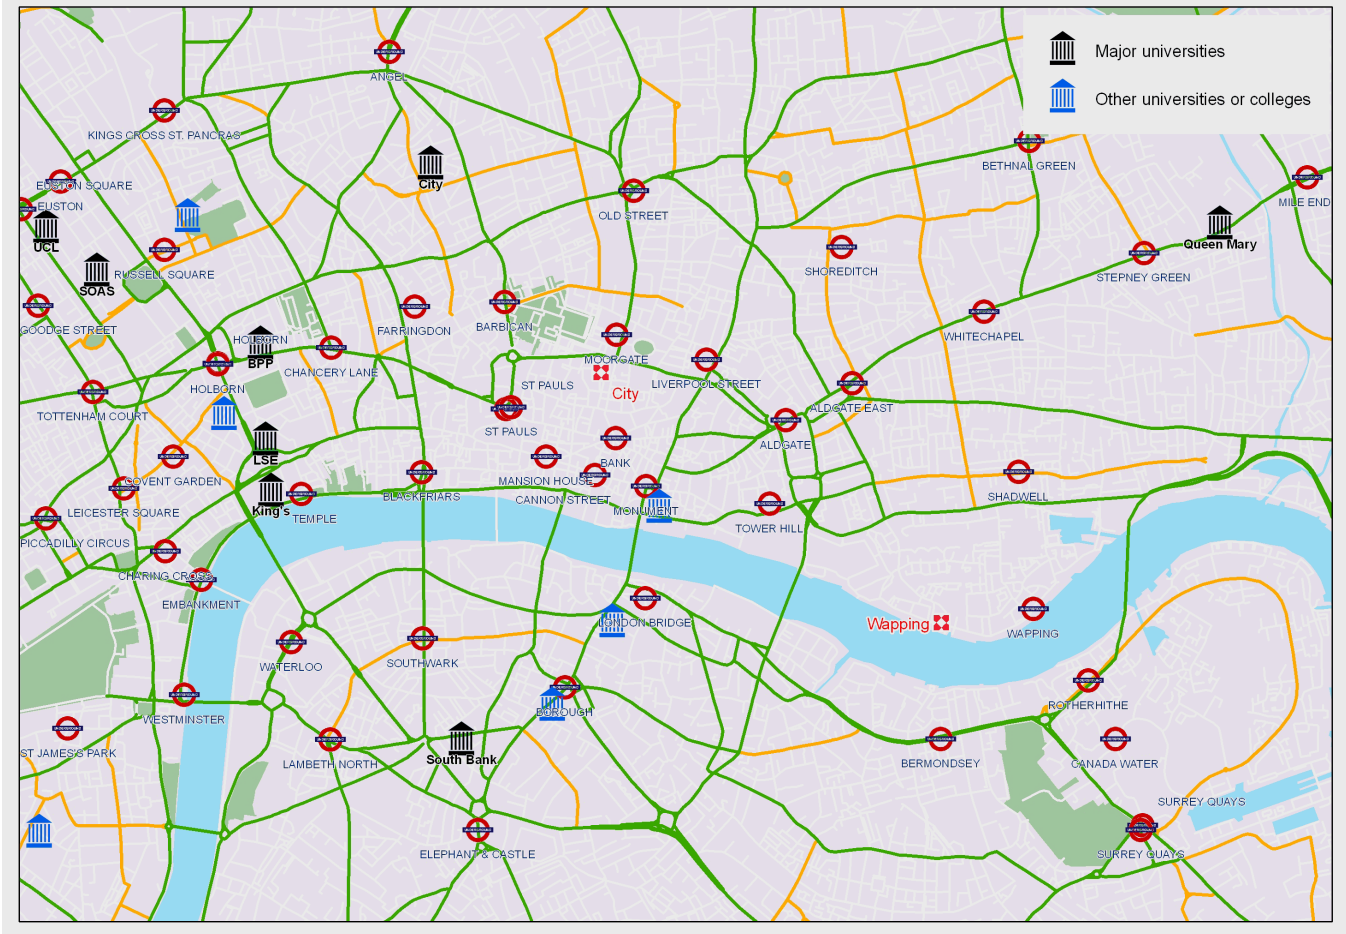 Major universities
Other universities or colleges
ANGEL
KINGS CROSS ST. PANCRAS
BETHNAL GREEN
EUSTON SQUARE
City
MILE END
EUSTON
OLD STREET
UCL
Queen Mary
RUSSELL SQUARE
SHOREDITCH
STEPNEY GREEN
SOAS
GOODGE STREET
FARRINGDON
BARBICAN
WHITECHAPEL
HOLBORN
BPP
CHANCERY LANE
MOORGATE
HOLBORN
ST PAULS
LIVERPOOL STREET
City
TOTTENHAM COURT
ALDGATE EAST
ST PAULS
ALDGATE
LSE
BANK
COVENT GARDEN
MANSION HOUSE
BLACKFRIARS
CANNON STREET
SHADWELL
King's
LEICESTER SQUARE
TEMPLE
MONUMENT
TOWER HILL
PICCADILLY CIRCUS
CHARING CROSS
EMBANKMENT
LONDON BRIDGE
Wapping
WAPPING
WATERLOO
SOUTHWARK
ROTHERHITHE
WESTMINSTER
BOROUGH
ST JAMES'S PARK
LAMBETH NORTH
South Bank
BERMONDSEY
CANADA WATER
SURREY QUAYS
ELEPHANT & CASTLE
SURREY QUAYS